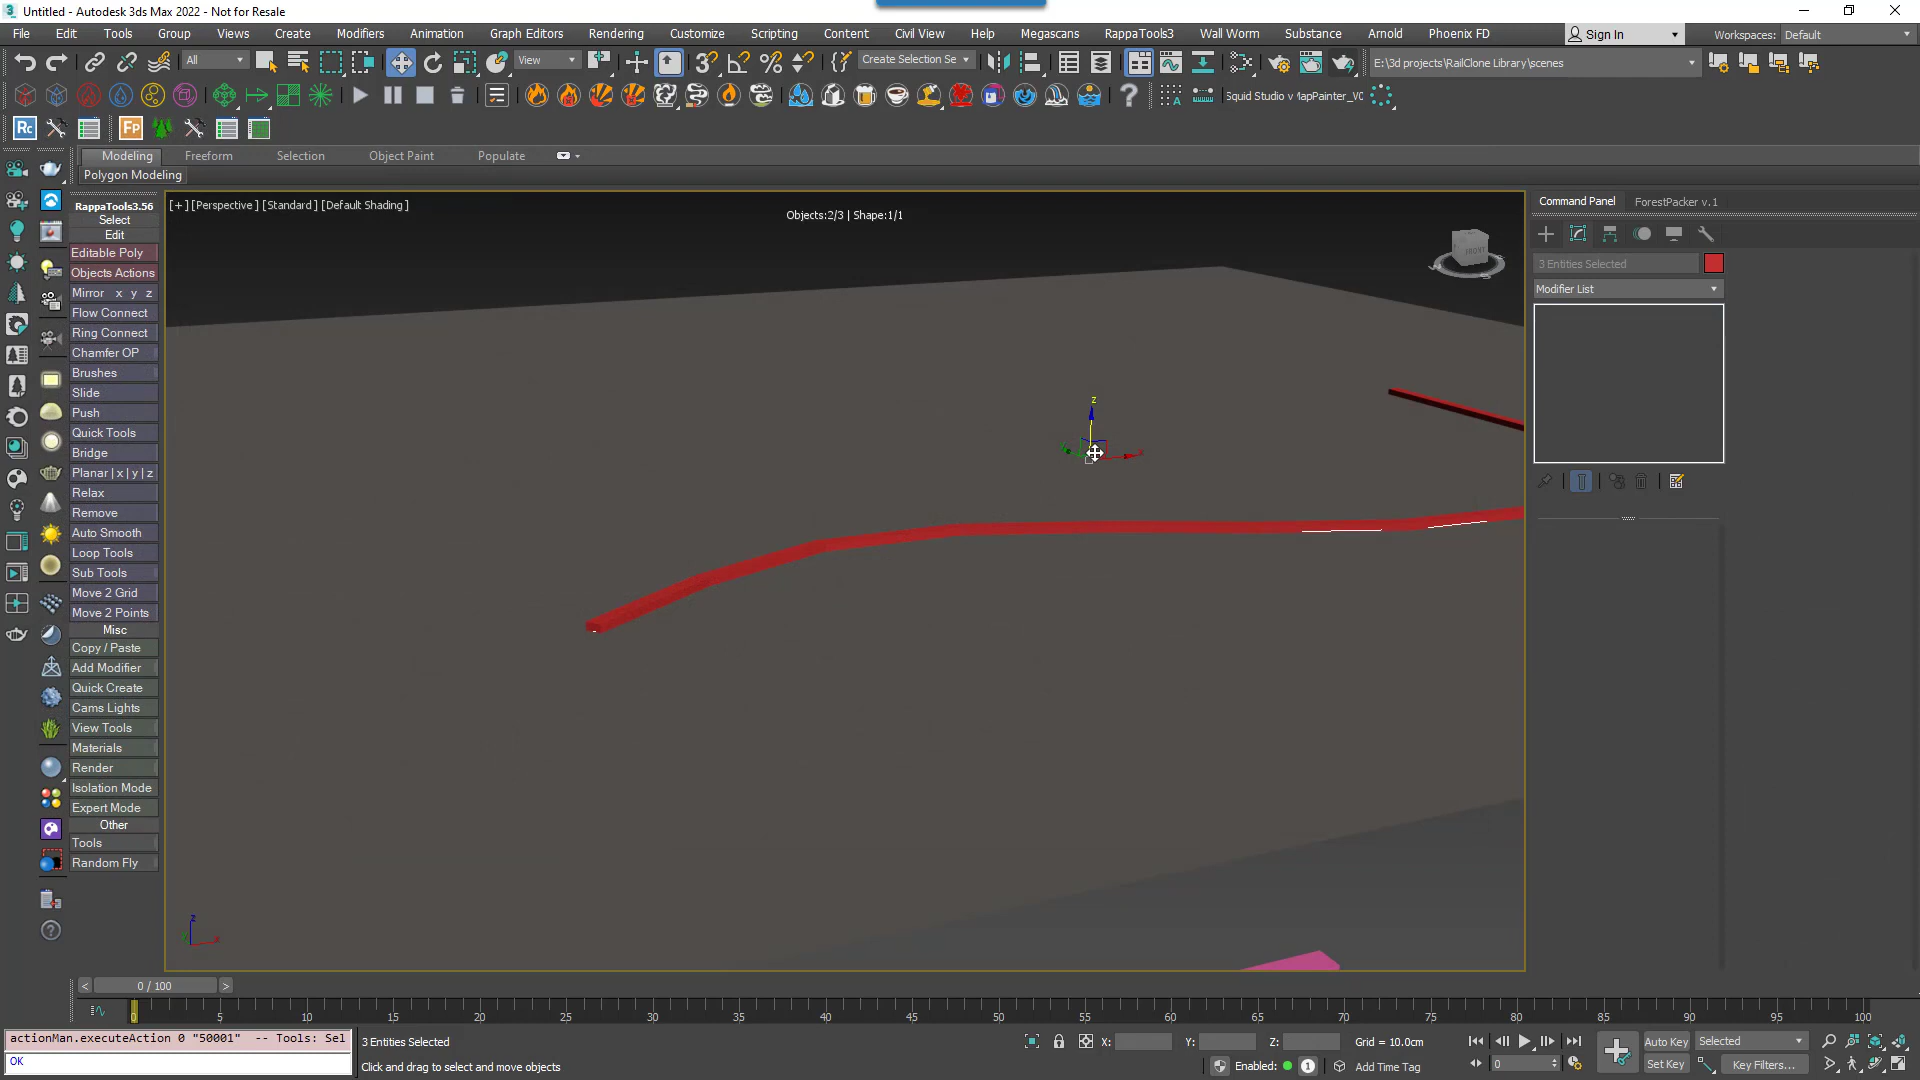 Untitled - Autodesk 3ds Max 2022 - Not for Resale
File Edit Tools Group Views Create Modifiers Animation Graph Editors Rendering Customize Scripting Content Civil View Help Megascans RappaTools3 Wall Worm Substance Arnold Phoenix FD Sign In Workspaces: Default
All View Create Selection Se E:\3d projects\RailClone Library\scenes
Squid Studio v MapPainter_VC
Rc Fp
Modeling Freeform Selection Object Paint Populate
Polygon Modeling
RappaTools3.56
Select
Edit
Editable Poly
Objects Actions
Mirror x y z
Flow Connect
Ring Connect
Chamfer OP
Brushes
Slide
Push
Quick Tools
Bridge
Planar | x | y | z
Relax
Remove
Auto Smooth
Loop Tools
Sub Tools
Move 2 Grid
Move 2 Points
Misc
Copy / Paste
Add Modifier
Quick Create
Cams Lights
View Tools
Materials
Render
Isolation Mode
Expert Mode
Other
Tools
Random Fly
[+] [Perspective ] [Standard ] [Default Shading ]
Objects:2/3 | Shape:1/1
FRONT
z
x
z
x
Command Panel ForestPacker v.1
3 Entities Selected
Modifier List
< 0 / 100 >
0 5 10 15 20 25 30 35 40 45 50 55 60 65 70 75 80 85 90 95 100
actionMan.executeAction 0 "50001" -- Tools: Sel
OK
3 Entities Selected
Click and drag to select and move objects
X: Y: Z: Grid = 10.0cm
Enabled: 1 Add Time Tag
0
Auto Key Selected
Set Key Key Filters...